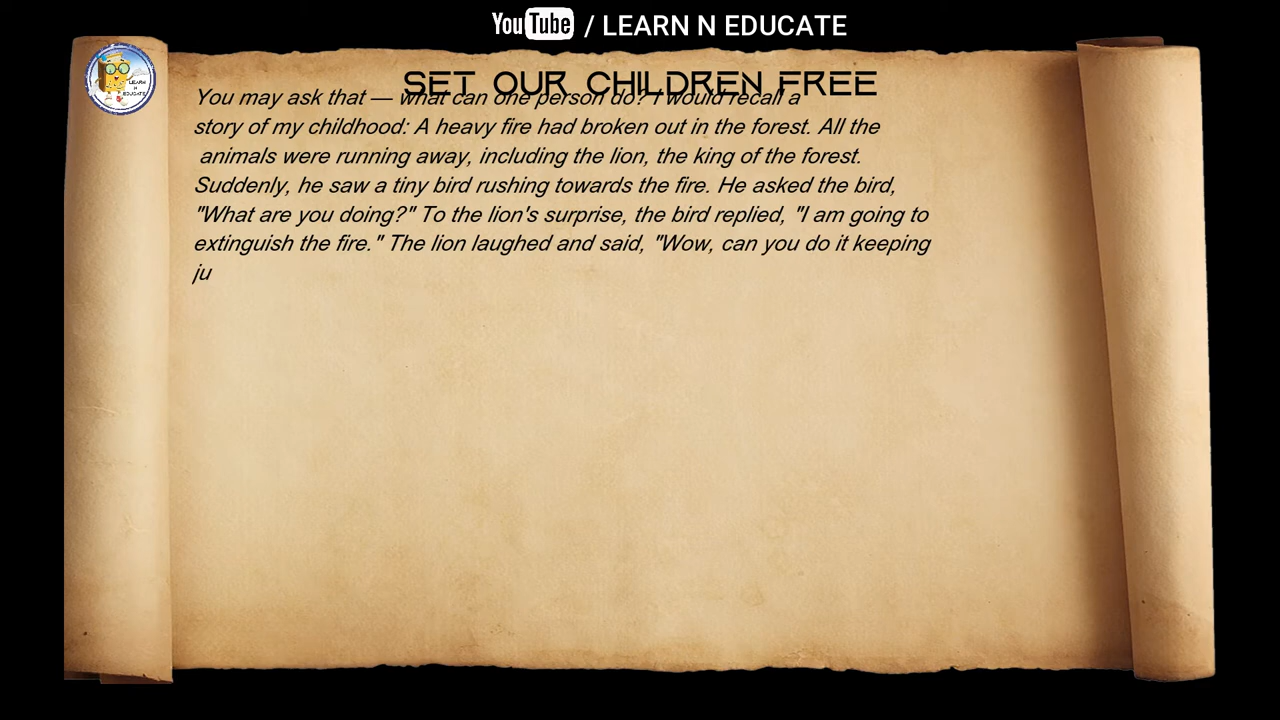 YouTube / LEARN N EDUCATE
LEARN
N
EDUCATE
SET OUR CHILDREN FREE
You may ask that — what can one person do? I would recall a
story of my childhood: A heavy fire had broken out in the forest. All the
animals were running away, including the lion, the king of the forest.
Suddenly, he saw a tiny bird rushing towards the fire. He asked the bird,
"What are you doing?" To the lion's surprise, the bird replied, "I am going to
extinguish the fire." The lion laughed and said, "Wow, can you do it keeping
ju